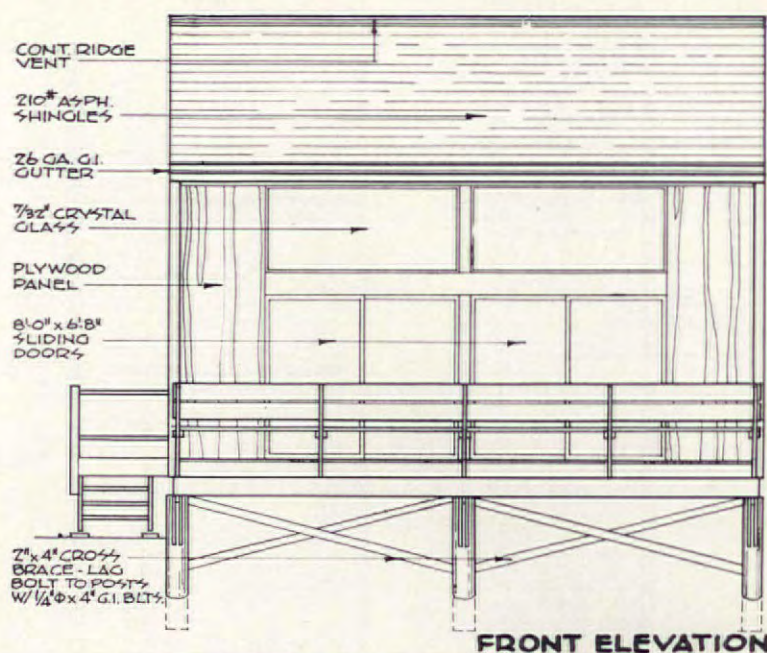 CONT. RIDGE
VENT
210# ASPH.
SHINGLES
26 GA. G.I.
GUTTER
7/32" CRYSTAL
GLASS
PLYWOOD
PANEL
8'-0" x 6'-8"
SLIDING
DOORS
2" x 4" CROSS
BRACE - LAG
BOLT TO POSTS
W/ 1/4" Φ x 4" G.I. BLTS.
FRONT ELEVATION